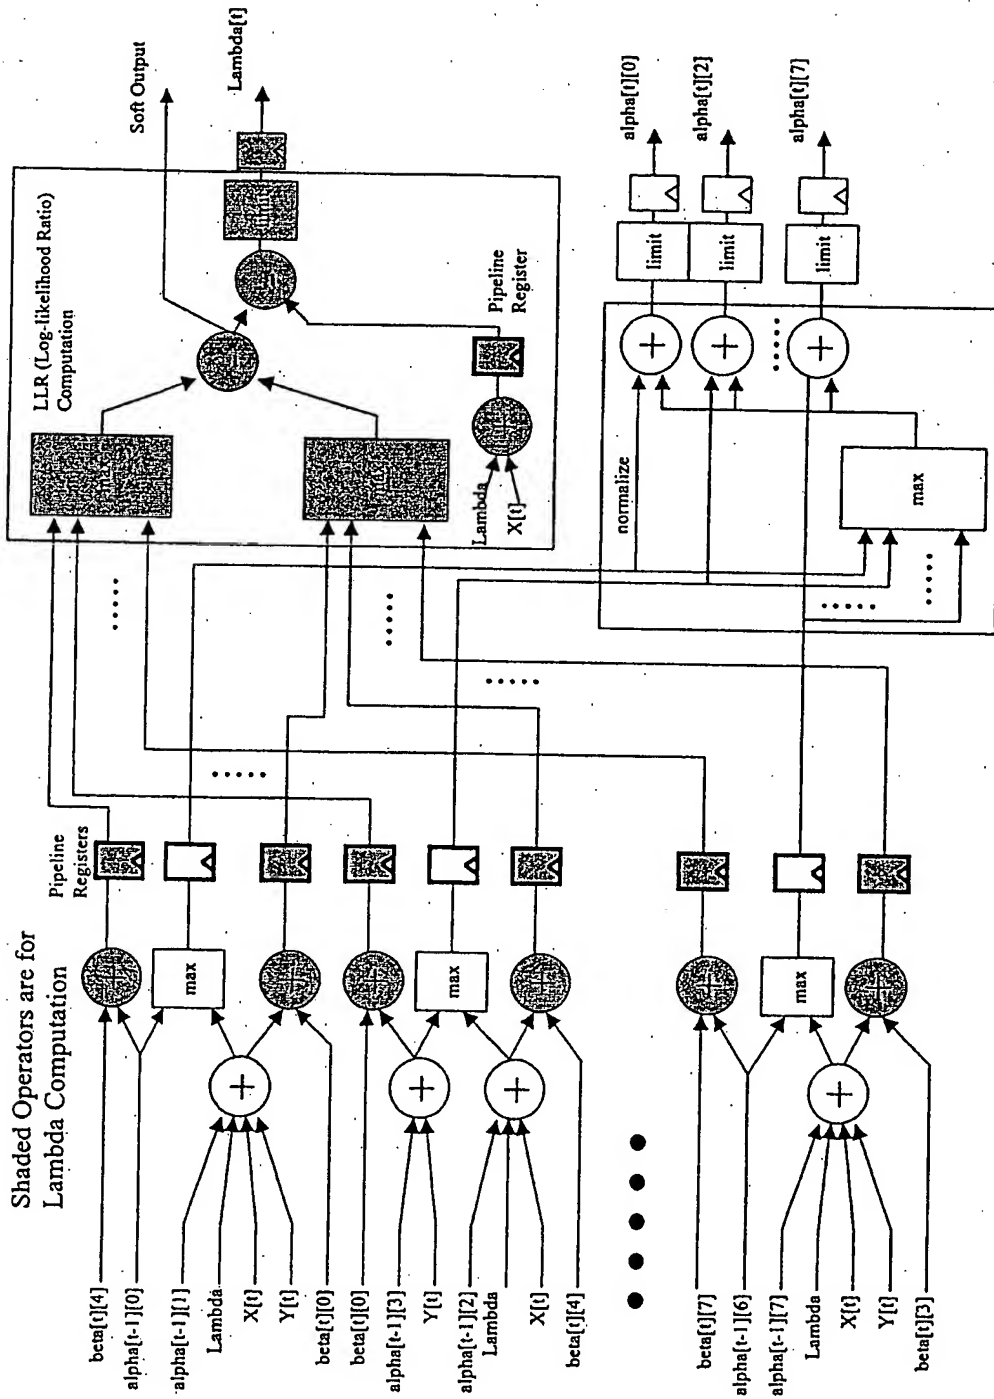 Shaded Operators are for
Lambda Computation
beta[t][4]
alpha[t-1][0]
alpha[t-1][1]
Lambda
X[t]
Y[t]
beta[t][0]
beta[t][0]
alpha[t-1][3]
Y[t]
alpha[t-1][2]
Lambda
X[t]
beta[t][4]
beta[t][7]
alpha[t-1][6]
alpha[t-1][7]
Lambda
X[t]
Y[t]
beta[t][3]
+
+
+
+
+
+
+
+
+
+
max
max
max
Pipeline
Registers
LLR (Log-likelihood Ratio)
Computation
max
max
Lambda
X[t]
+
Pipeline
Register
limit
Soft Output
Lambda[t]
normalize
max
+
+
+
limit
limit
limit
alpha[t][0]
alpha[t][2]
alpha[t][7]